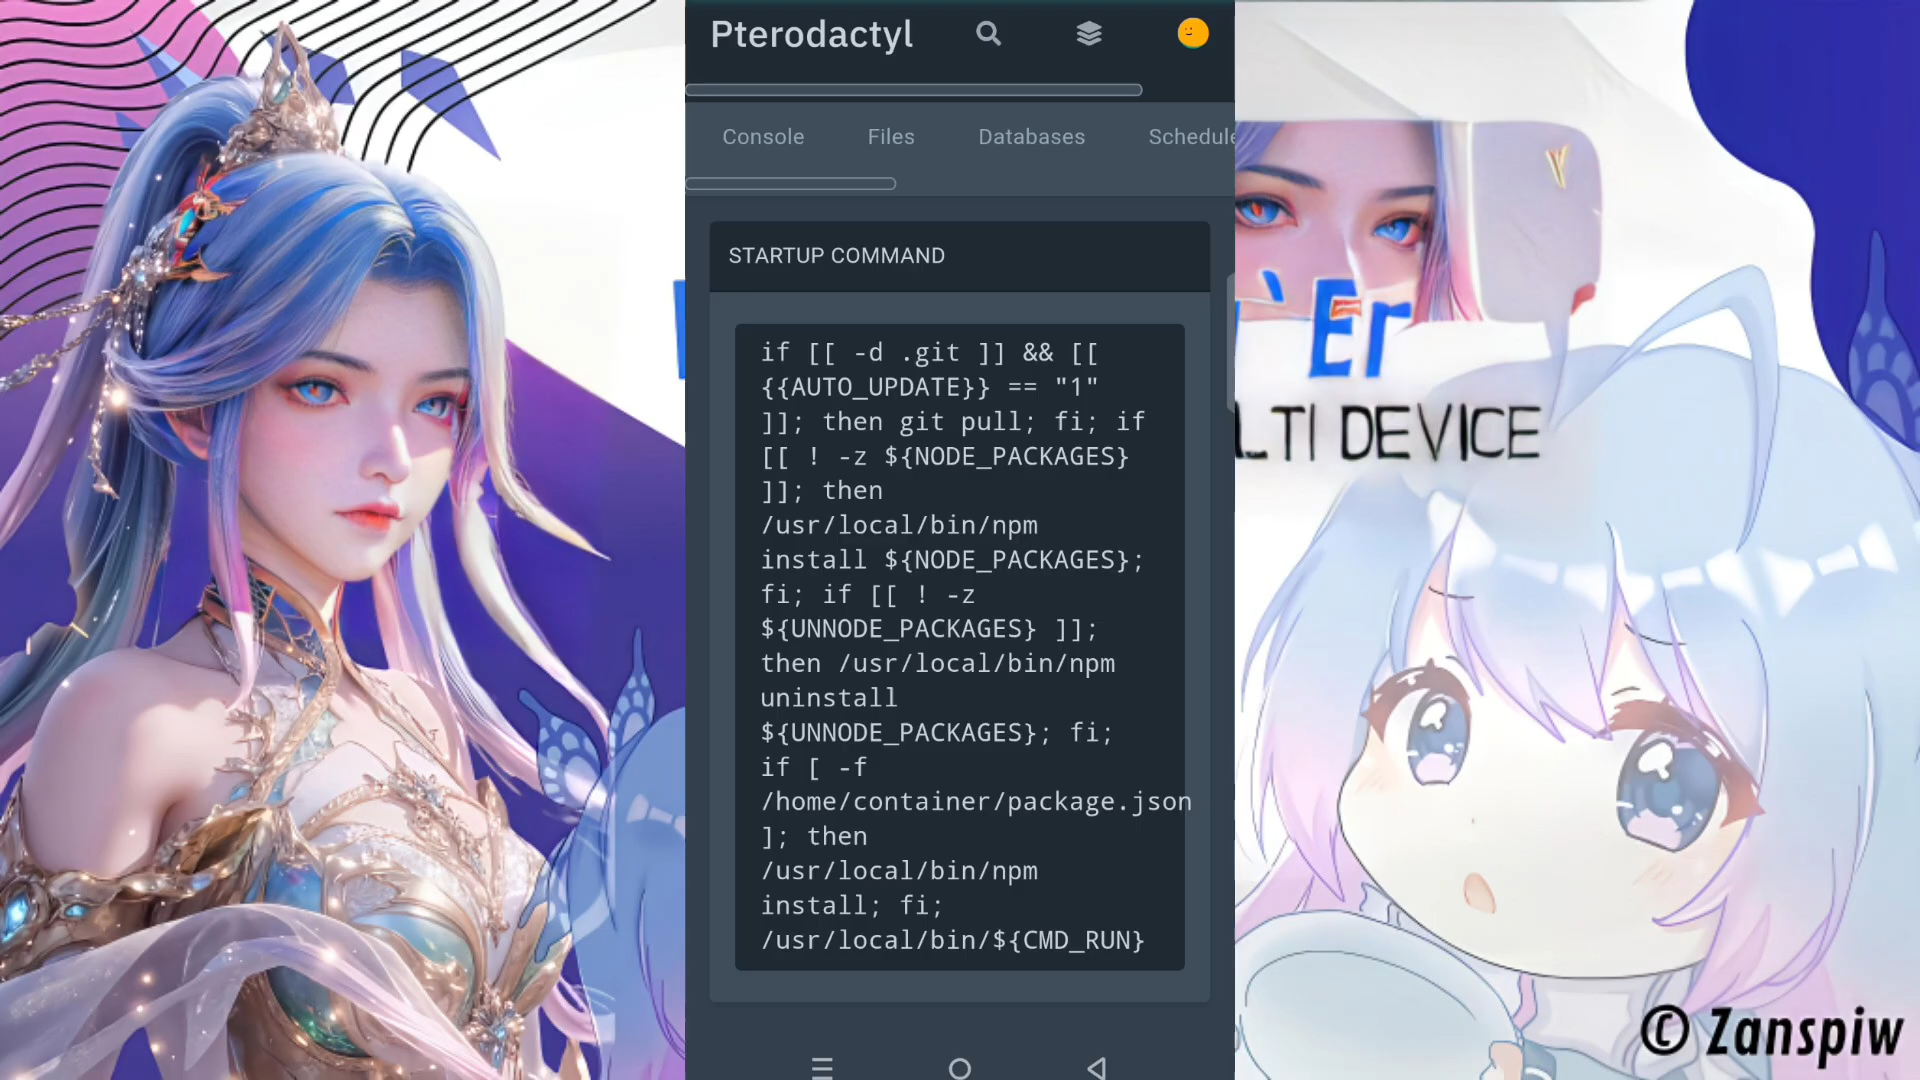 Pterodactyl
Console Files Databases Schedule
STARTUP COMMAND
if [[ -d .git ]] && [[
{{AUTO_UPDATE}} == "1"
]]; then git pull; fi; if
[[ ! -z ${NODE_PACKAGES}
]]; then
/usr/local/bin/npm
install ${NODE_PACKAGES};
fi; if [[ ! -z
${UNNODE_PACKAGES} ]];
then /usr/local/bin/npm
uninstall
${UNNODE_PACKAGES}; fi;
if [ -f
/home/container/package.json
]; then
/usr/local/bin/npm
install; fi;
/usr/local/bin/${CMD_RUN}
Er
LTI DEVICE
© Zanspiw